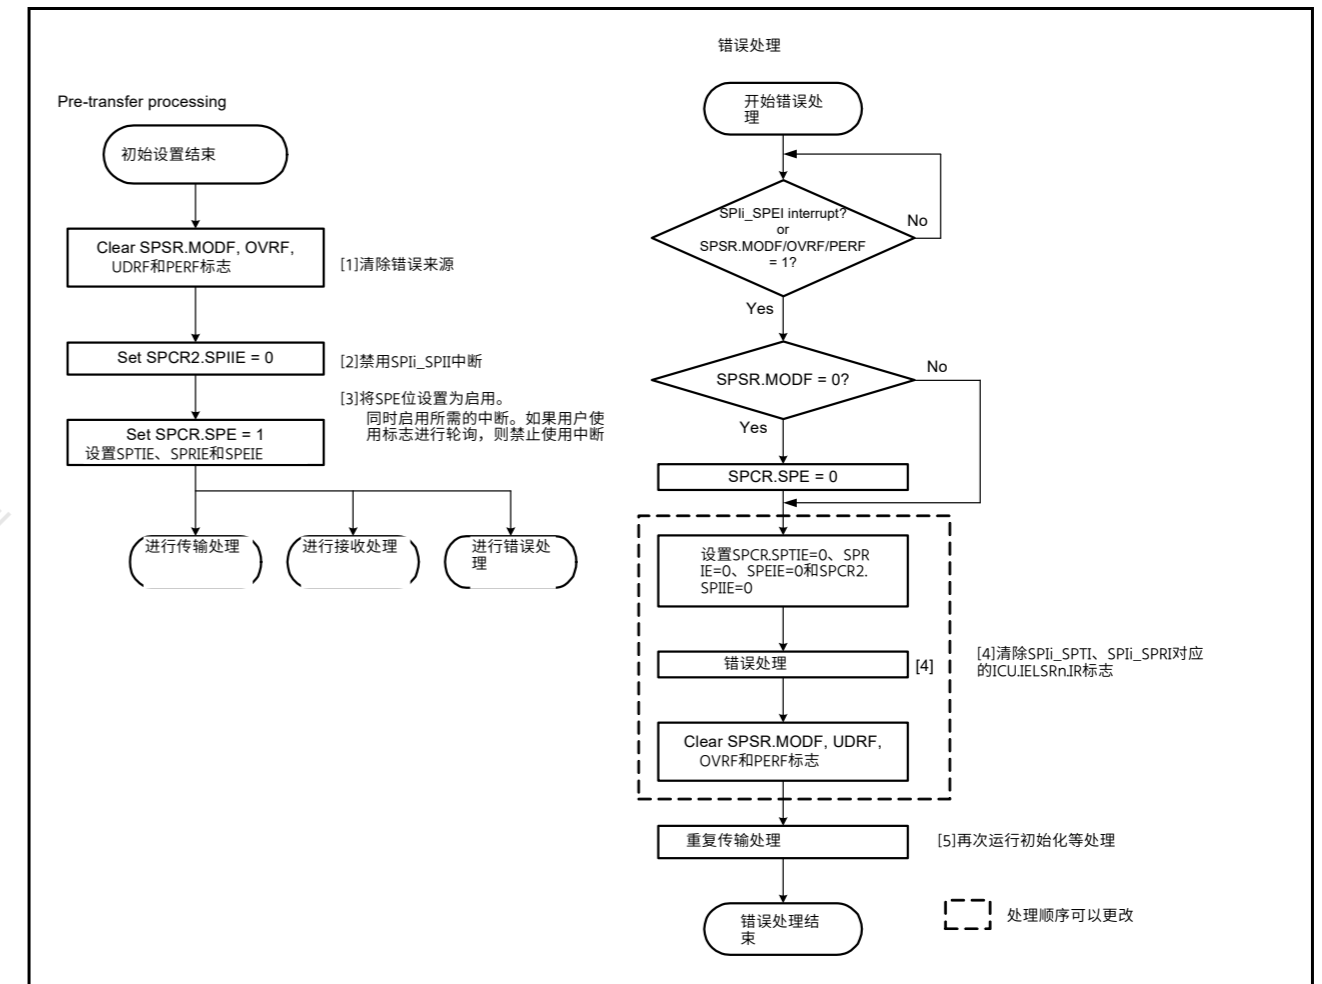 Pre-transfer processing
初始设置结束
Clear SPSR.MODF, OVRF,
UDRF和PERF标志
[1]清除错误来源
Set SPCR2.SPIIE = 0
[2]禁用SPIi_SPII中断
[3]将SPE位设置为启用。
同时启用所需的中断。如果用户使
用标志进行轮询，则禁止使用中断
Set SPCR.SPE = 1
设置SPTIE、SPRIE和SPEIE
进行传输处理
进行接收处理
进行错误处
理
错误处理
开始错误处
理
SPIi_SPEI interrupt?
or
SPSR.MODF/OVRF/PERF
= 1?
No
Yes
SPSR.MODF = 0?
No
Yes
SPCR.SPE = 0
设置SPCR.SPTIE=0、SPR
IE=0、SPEIE=0和SPCR2.
SPIIE=0
错误处理
[4]
[4]清除SPIi_SPTI、SPIi_SPRI对应
的ICU.IELSRn.IR标志
Clear SPSR.MODF, UDRF,
OVRF和PERF标志
重复传输处理
[5]再次运行初始化等处理
错误处理结
束
处理顺序可以更改